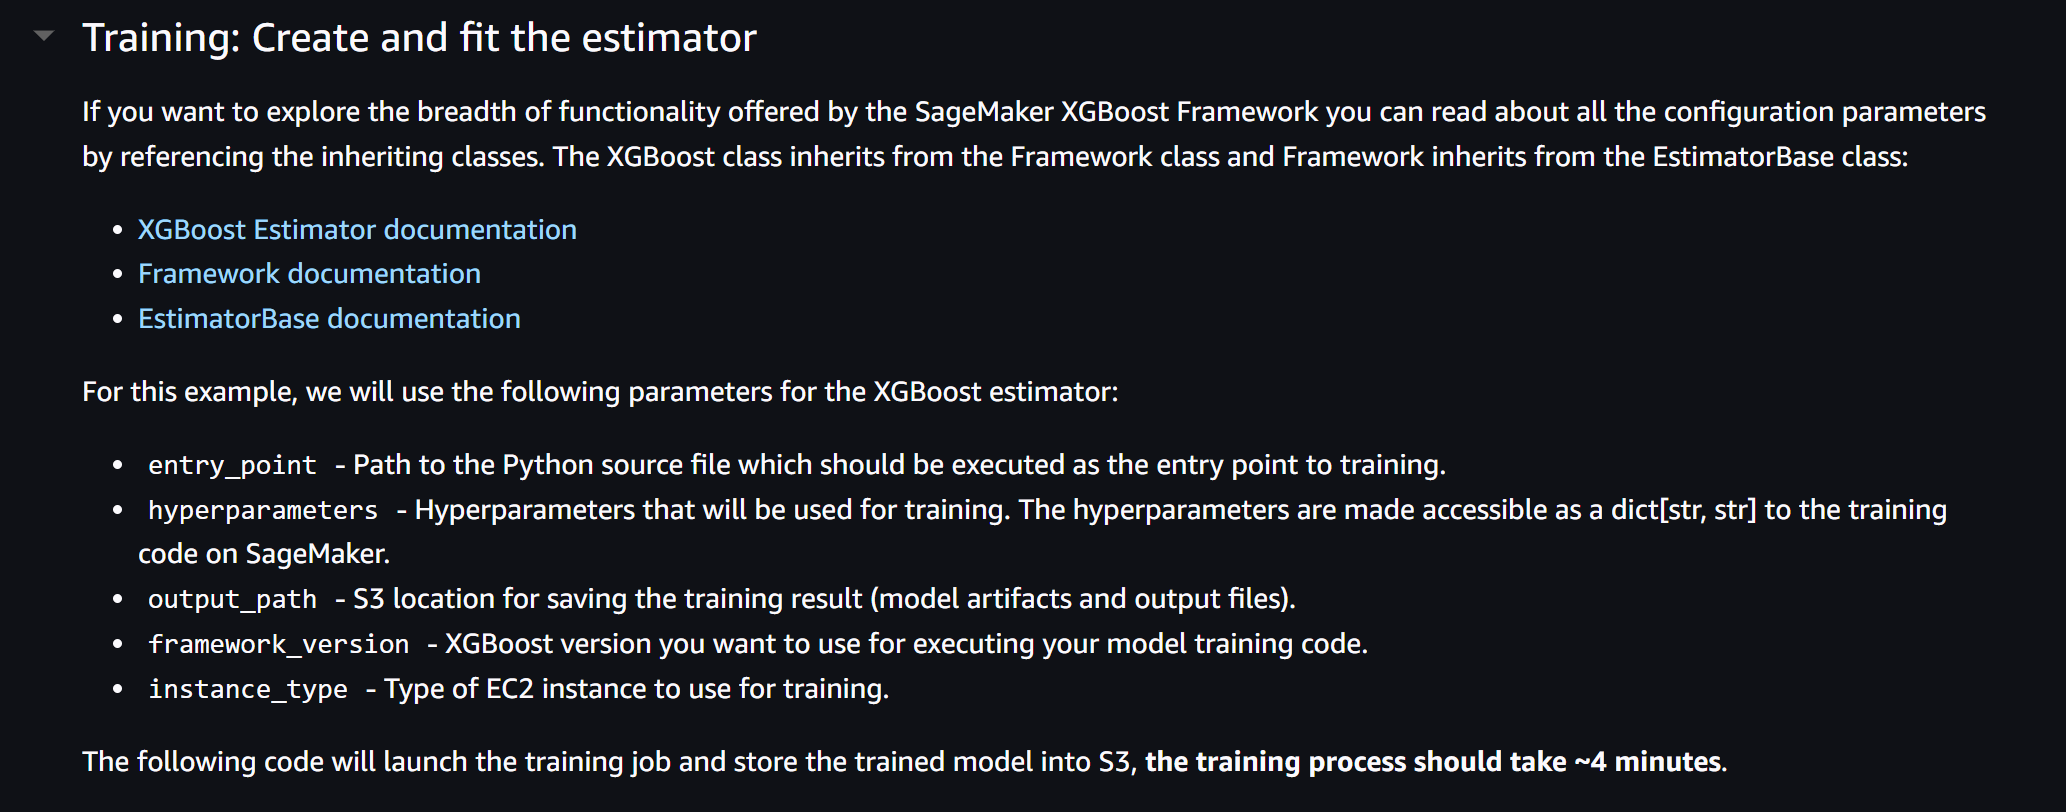 Training: Create and fit the estimator
If you want to explore the breadth of functionality offered by the SageMaker XGBoost Framework you can read about all the configuration parameters
by referencing the inheriting classes. The XGBoost class inherits from the Framework class and Framework inherits from the EstimatorBase class:
• XGBoost Estimator documentation
• Framework documentation
• EstimatorBase documentation
For this example, we will use the following parameters for the XGBoost estimator:
• entry_point - Path to the Python source file which should be executed as the entry point to training.
• hyperparameters - Hyperparameters that will be used for training. The hyperparameters are made accessible as a dict[str, str] to the training
code on SageMaker.
• output_path - S3 location for saving the training result (model artifacts and output files).
• framework_version - XGBoost version you want to use for executing your model training code.
• instance_type - Type of EC2 instance to use for training.
The following code will launch the training job and store the trained model into S3, the training process should take ~4 minutes.